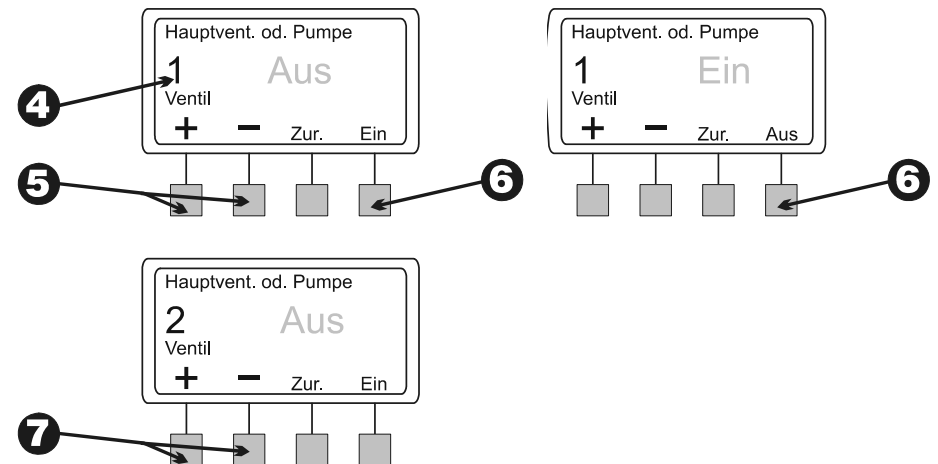 Hauptvent. od. Pumpe
1 Aus
Ventil
+ − Zur. Ein
4
5
6
Hauptvent. od. Pumpe
1 Ein
Ventil
+ − Zur. Aus
6
Hauptvent. od. Pumpe
2 Aus
Ventil
+ − Zur. Ein
7